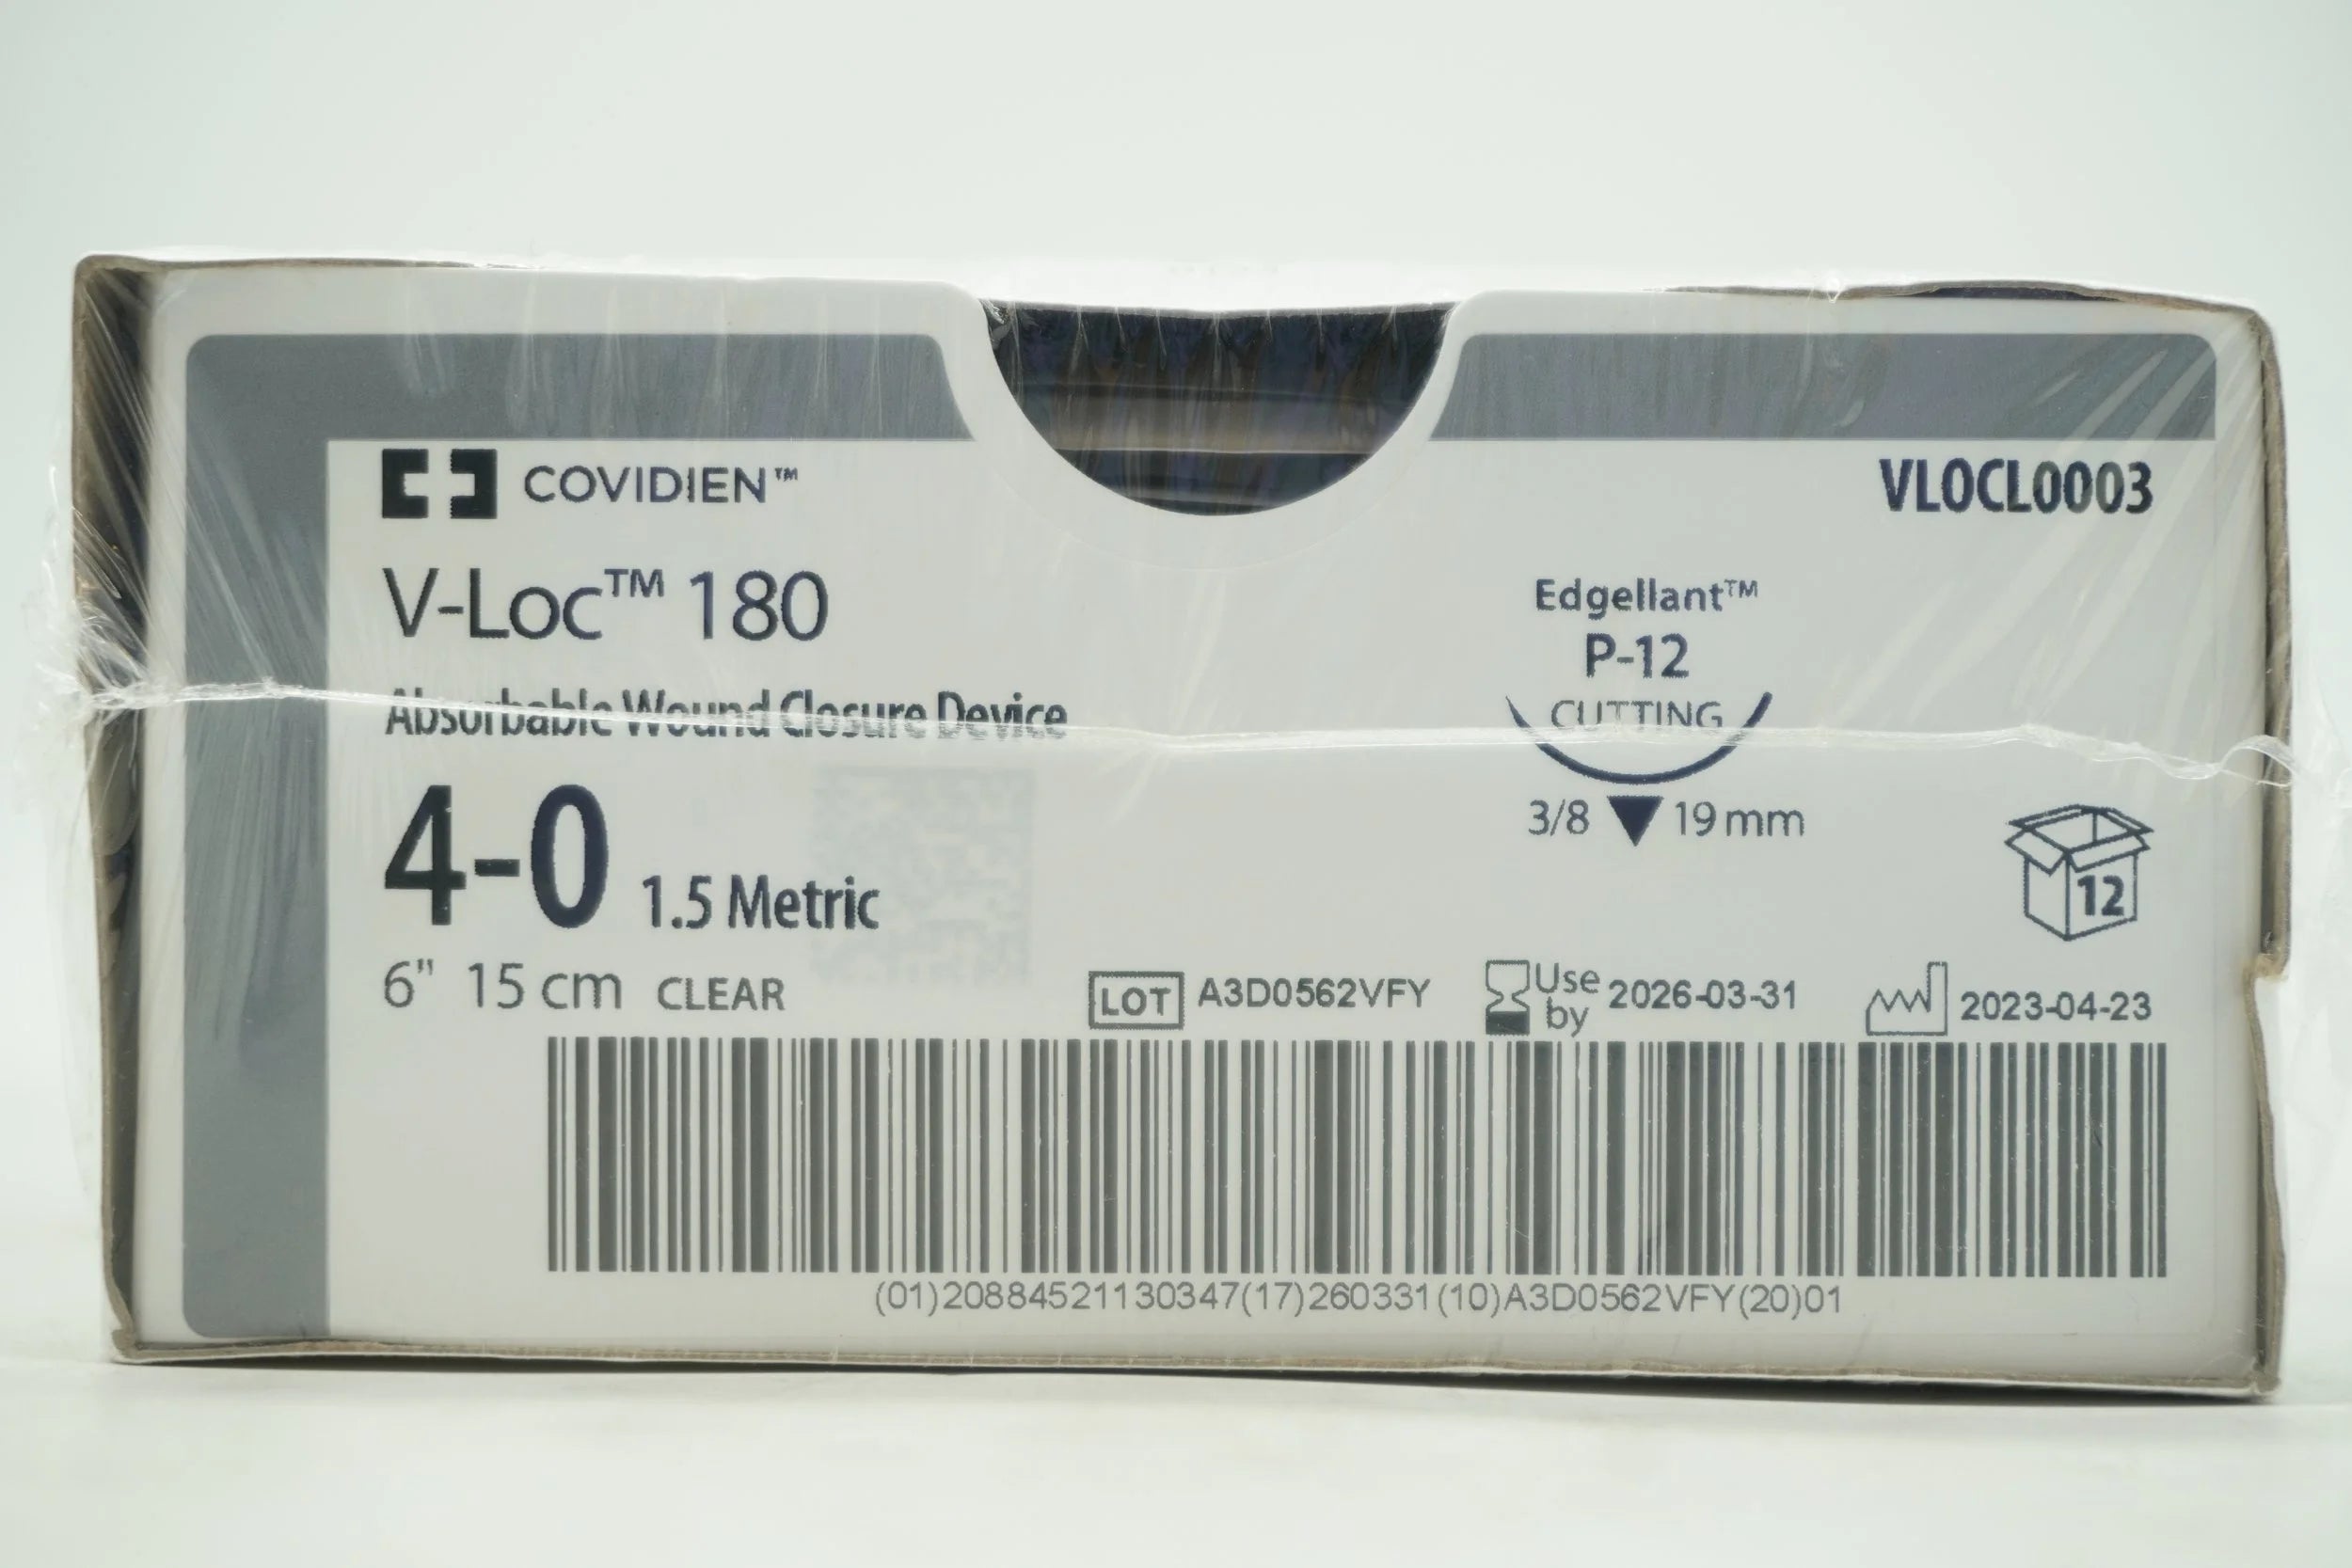 COVIDIEN™
VLOCL0003
V-Loc™ 180
Absorbable Wound Closure Device
Edgellant™
P-12
CUTTING
3/8 19 mm
4-0 1.5 Metric
12
6" 15 cm CLEAR
LOT A3D0562VFY
Use by 2026-03-31
2023-04-23
(01)20884521130347(17)260331(10)A3D0562VFY(20)01